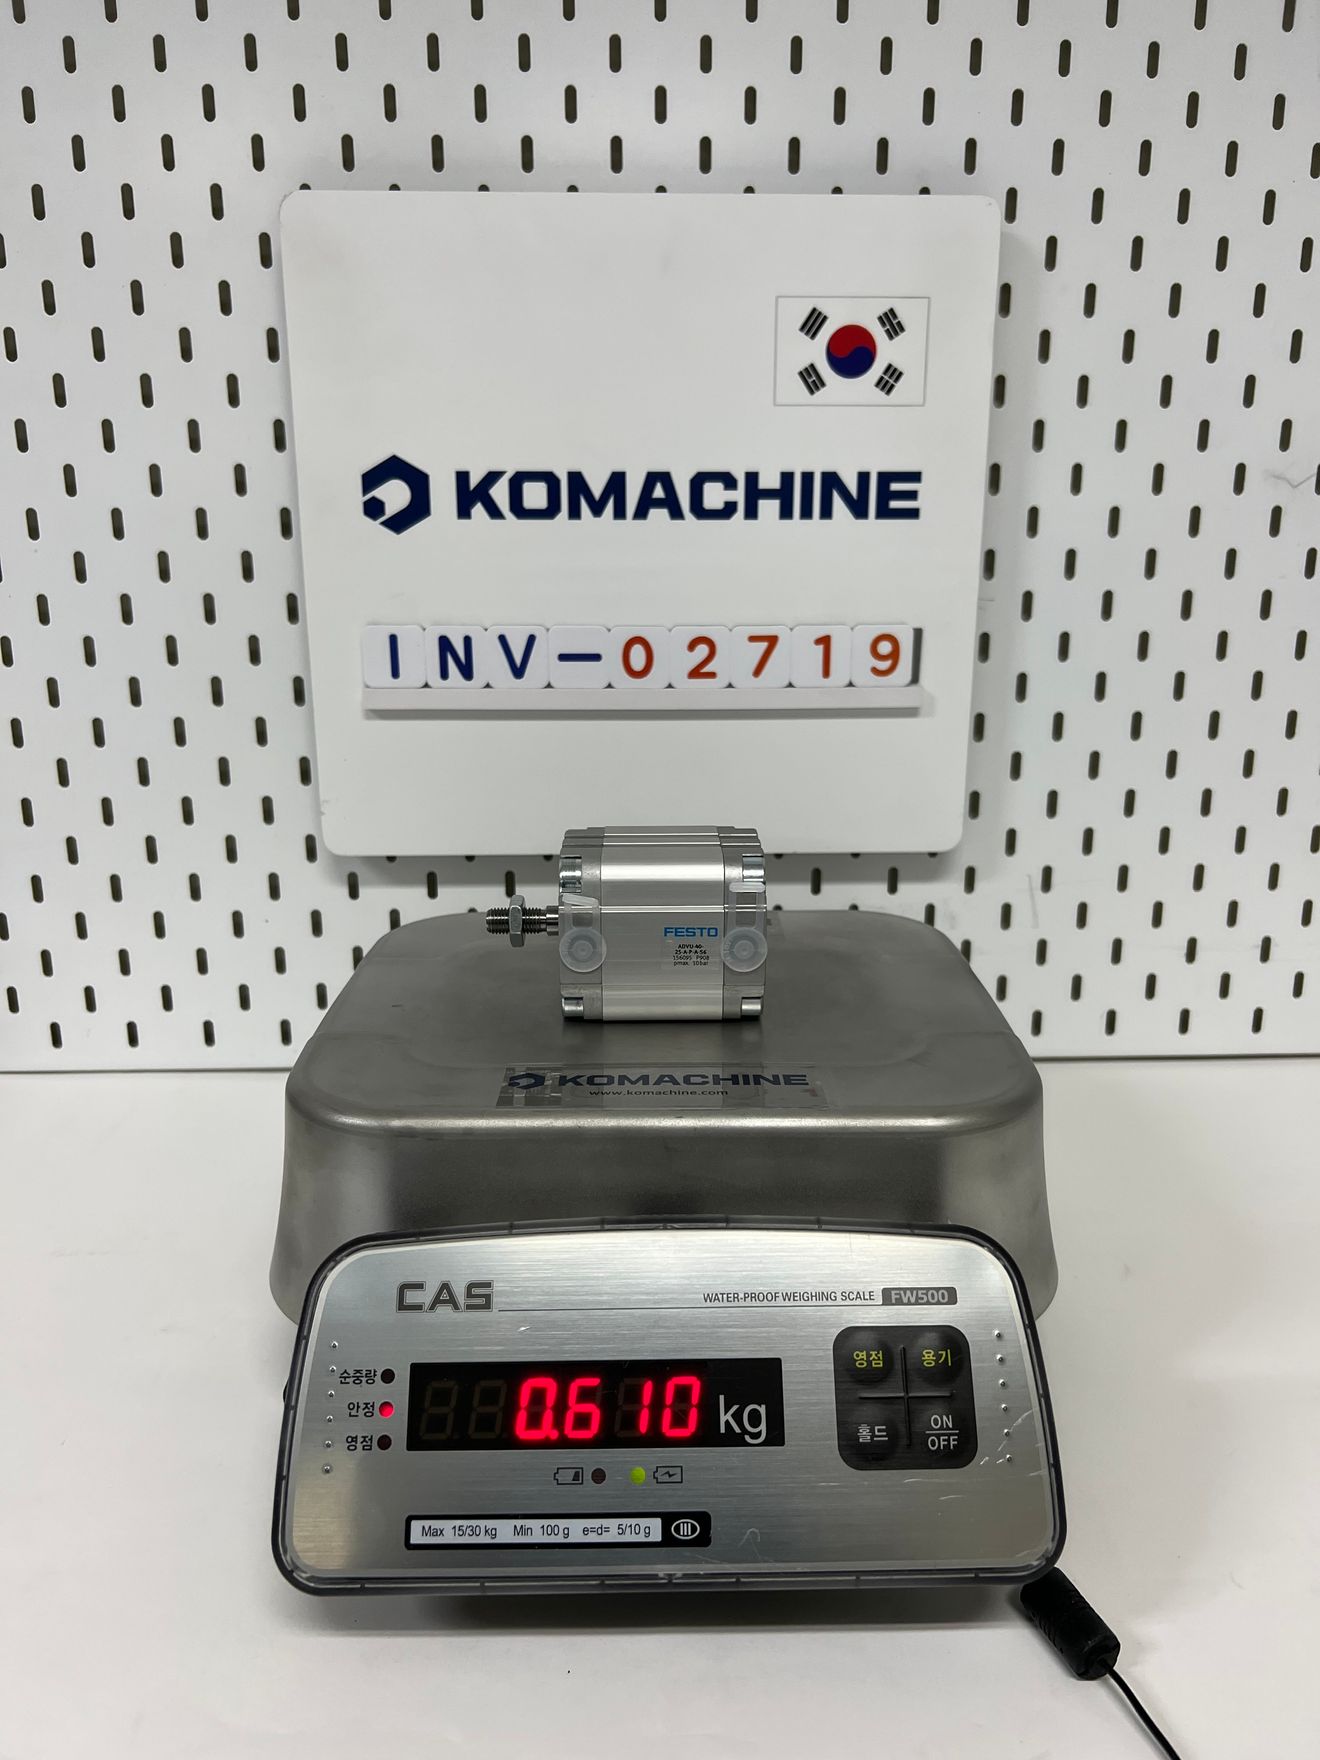 KOMACHINE
INV-02719
FESTO
ADVU-40-
25-A-P-A-S6
156095 P908
pmax. 10bar
KOMACHINE
www.komachine.com
CAS
WATER-PROOF WEIGHING SCALE FW500
순중량
안정
영점
0.610 kg
영점
용기
홀드
ON
OFF
Max 15/30 kg Min 100 g e=d= 5/10 g III